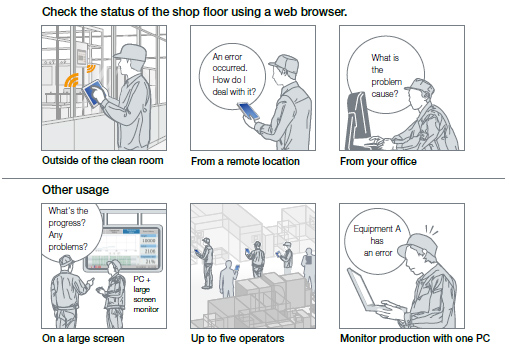 Check the status of the shop floor using a web browser.
An error
occurred.
How do I
deal with it?
What is
the
problem
cause?
Outside of the clean room
From a remote location
From your office
Other usage
What's the
progress?
Any
problems?
PC +
large
screen
monitor
Equipment A
has
an error
On a large screen
Up to five operators
Monitor production with one PC